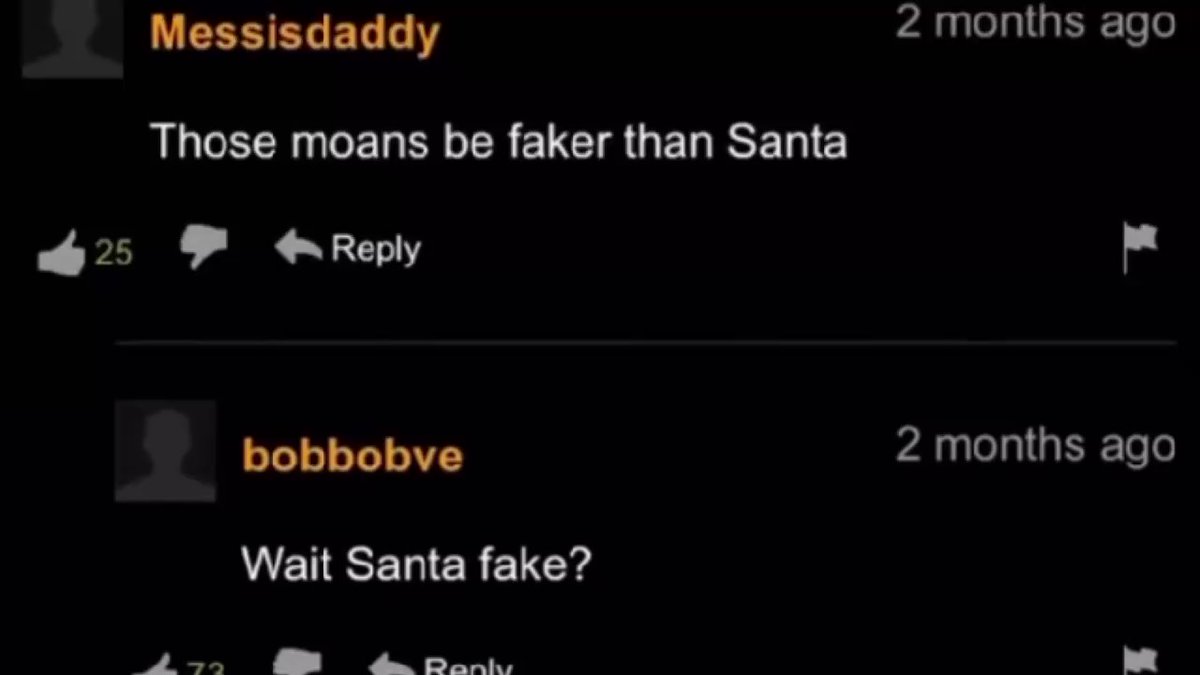 Messisdaddy
2 months ago
Those moans be faker than Santa
25
Reply
bobbobve
2 months ago
Wait Santa fake?
73
Reply